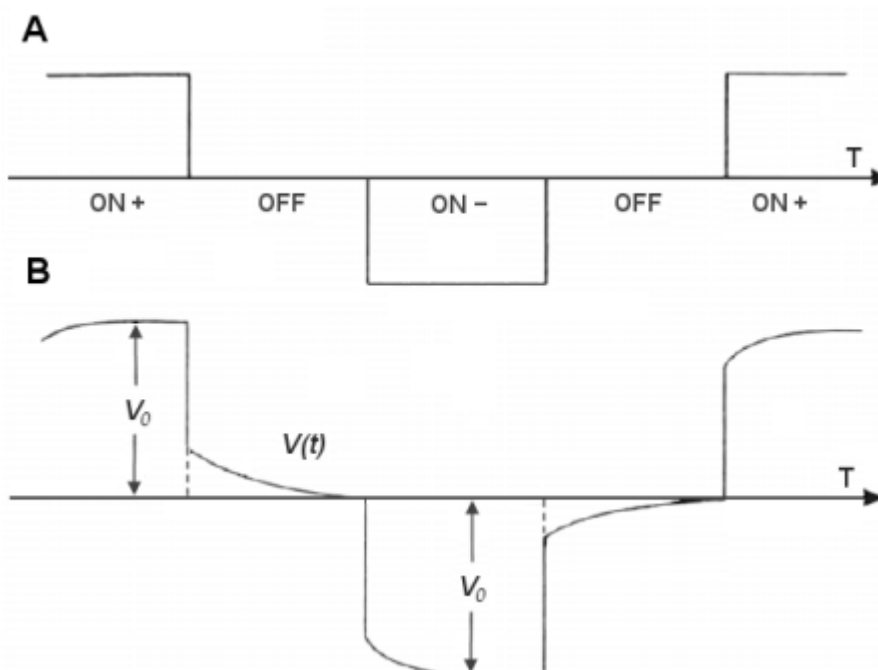 A
T
ON + OFF ON – OFF ON +
B
V0 V(t)
T
V0